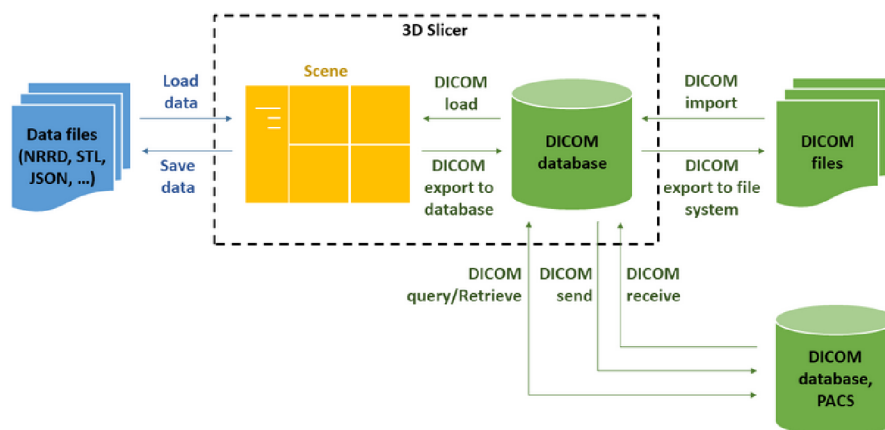 3D Slicer
Scene
Load
data
Save
data
Data files
(NRRD, STL,
JSON, ...)
DICOM
load
DICOM
export to
database
DICOM
database
DICOM
import
DICOM
export to file
system
DICOM
files
DICOM
query/Retrieve
DICOM
send
DICOM
receive
DICOM
database,
PACS